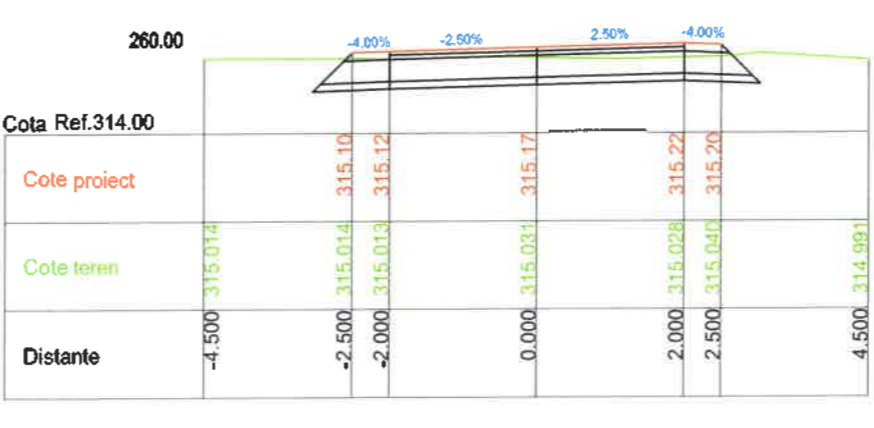 260.00
-4.00% -2.50% 2.50% -4.00%
Cota Ref.314.00
Cote proiect 315.10 315.12 315.17 315.22 315.20
Cote teren 315.014 315.014 315.013 315.031 315.028 315.040 314.991
Distante -4.500 -2.500 -2.000 0.000 2.000 2.500 4.500